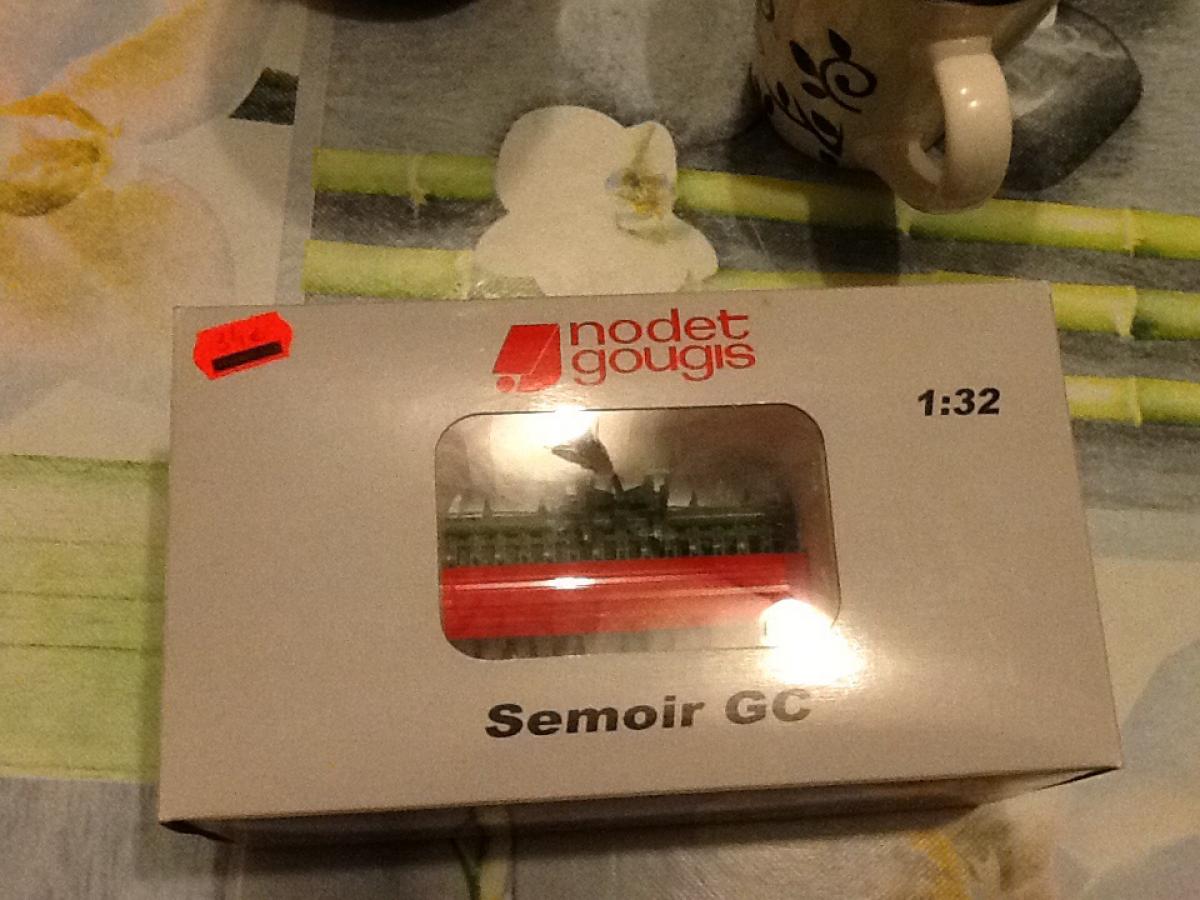 nodet
gougis
1:32
Semoir GC